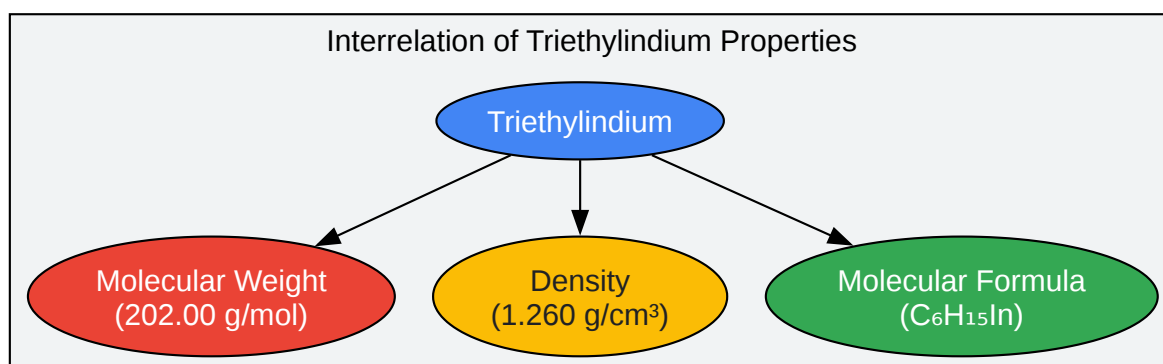 Interrelation of Triethylindium Properties
Triethylindium
Molecular Weight
(202.00 g/mol)
Density
(1.260 g/cm³)
Molecular Formula
(C₆H₁₅In)